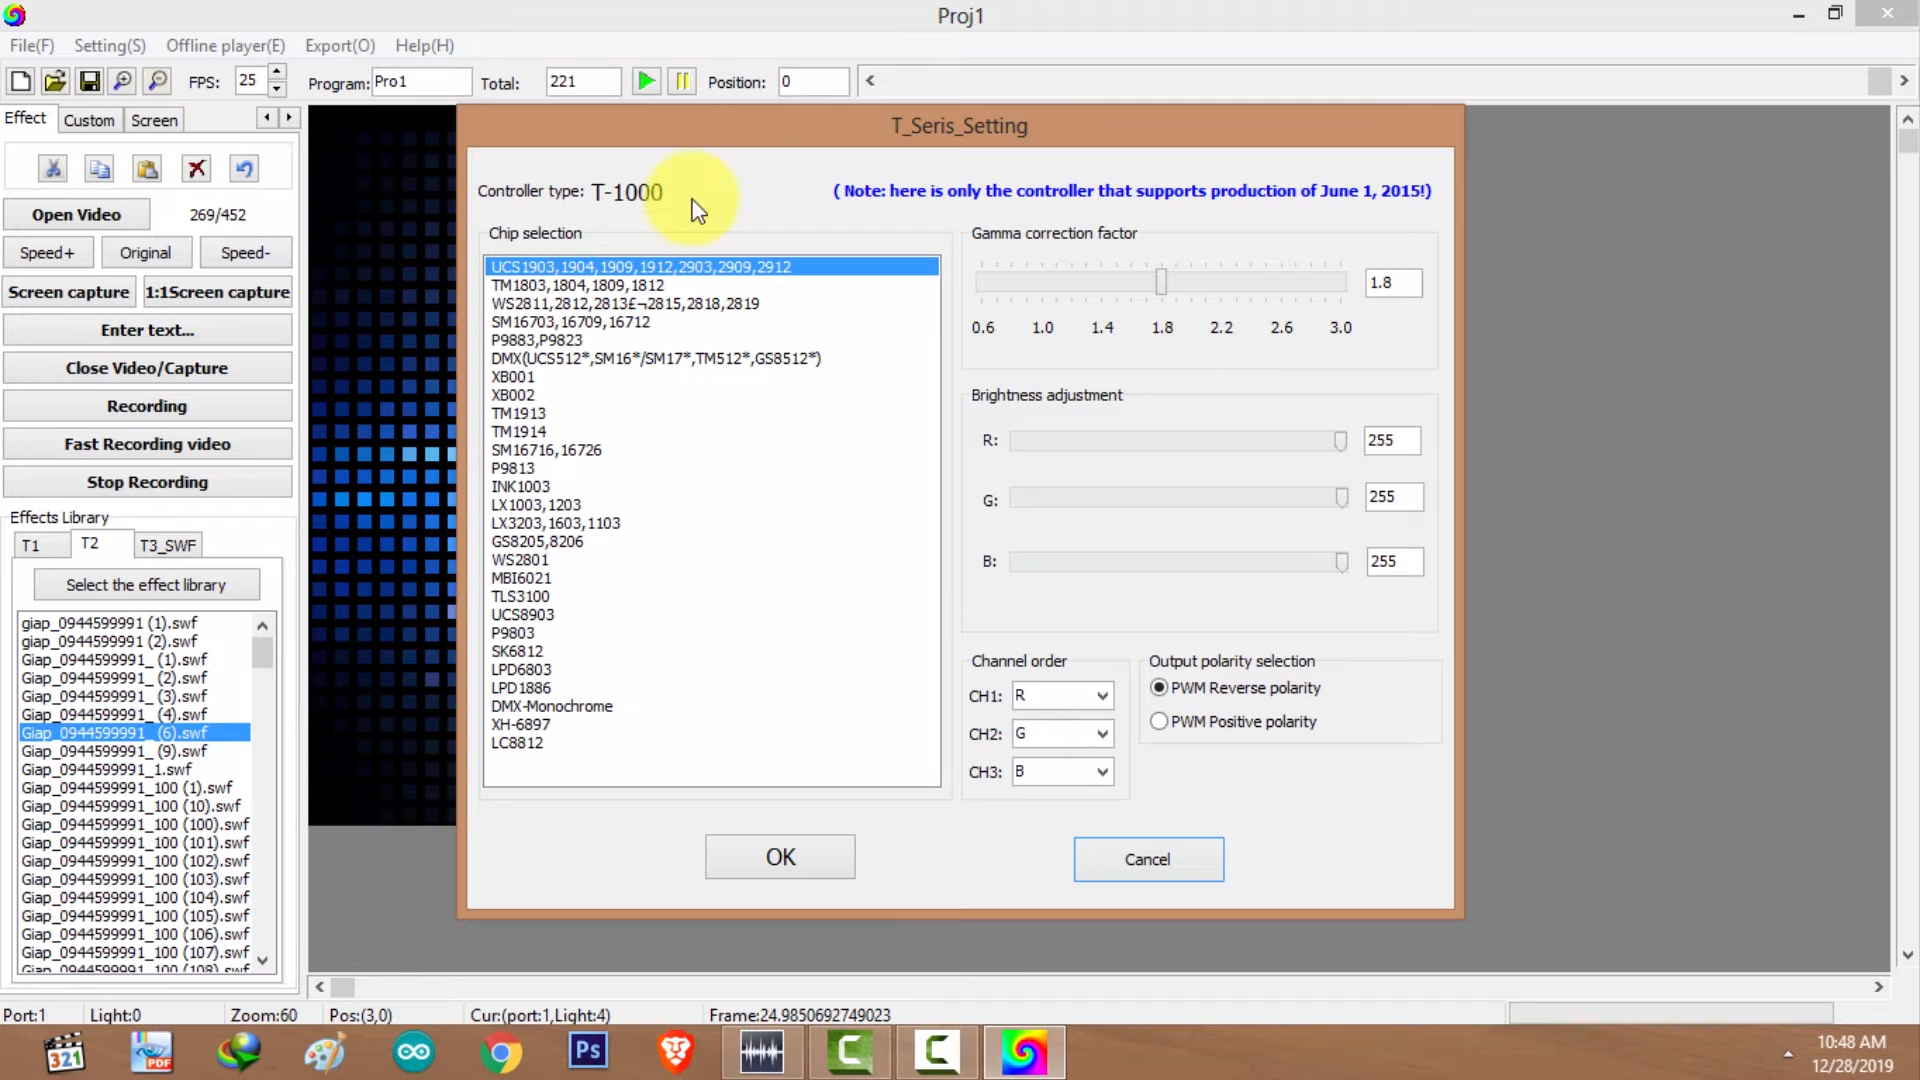 Proj1
File(F) Setting(S) Offline player(E) Export(O) Help(H)
FPS: 25 Program: Pro1 Total: 221 Position: 0
Effect Custom Screen
Open Video 269/452
Speed+ Original Speed-
Screen capture 1:1Screen capture
Enter text...
Close Video/Capture
Recording
Fast Recording video
Stop Recording
Effects Library
T1 T2 T3_SWF
Select the effect library
giap_0944599991 (1).swf
giap_0944599991 (2).swf
Giap_0944599991_ (1).swf
Giap_0944599991_ (2).swf
Giap_0944599991_ (3).swf
Giap_0944599991_ (4).swf
Giap_0944599991_ (6).swf
Giap_0944599991_ (9).swf
Giap_0944599991_1.swf
Giap_0944599991_100 (1).swf
Giap_0944599991_100 (10).swf
Giap_0944599991_100 (100).swf
Giap_0944599991_100 (101).swf
Giap_0944599991_100 (102).swf
Giap_0944599991_100 (103).swf
Giap_0944599991_100 (104).swf
Giap_0944599991_100 (105).swf
Giap_0944599991_100 (106).swf
Giap_0944599991_100 (107).swf
Giap_0944599991_100 (108).swf
T_Seris_Setting
Controller type: T-1000
( Note: here is only the controller that supports production of June 1, 2015!)
Chip selection
UCS1903,1904,1909,1912,2903,2909,2912
TM1803,1804,1809,1812
WS2811,2812,2813£¬2815,2818,2819
SM16703,16709,16712
P9883,P9823
DMX(UCS512*,SM16*/SM17*,TM512*,GS8512*)
XB001
XB002
TM1913
TM1914
SM16716,16726
P9813
INK1003
LX1003,1203
LX3203,1603,1103
GS8205,8206
WS2801
MBI6021
TLS3100
UCS8903
P9803
SK6812
LPD6803
LPD1886
DMX-Monochrome
XH-6897
LC8812
Gamma correction factor
1.8
0.6 1.0 1.4 1.8 2.2 2.6 3.0
Brightness adjustment
R: 255
G: 255
B: 255
Channel order
CH1: R
CH2: G
CH3: B
Output polarity selection
PWM Reverse polarity
PWM Positive polarity
OK
Cancel
Port:1 Light:0 Zoom:60 Pos:(3,0) Cur:(port:1,Light:4) Frame:24.9850692749023
321
PDF
Ps
10:48 AM
12/28/2019